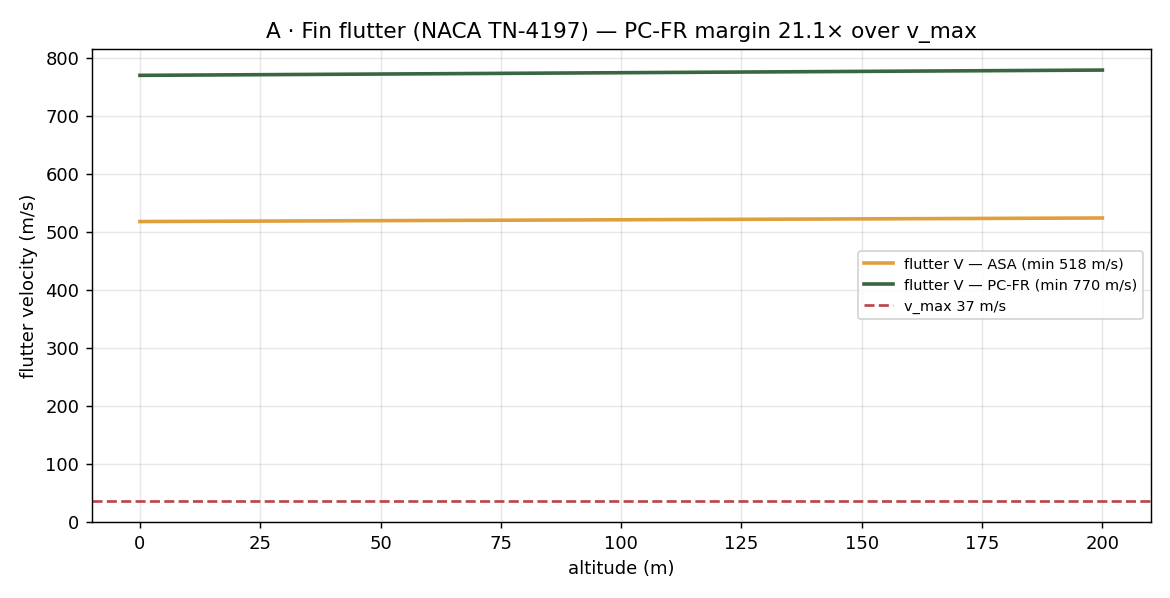 A · Fin flutter (NACA TN-4197) — PC-FR margin 21.1× over v_max
800
700
600
500
400
300
200
100
0
flutter velocity (m/s)
flutter V — ASA (min 518 m/s)
flutter V — PC-FR (min 770 m/s)
v_max 37 m/s
0 25 50 75 100 125 150 175 200
altitude (m)